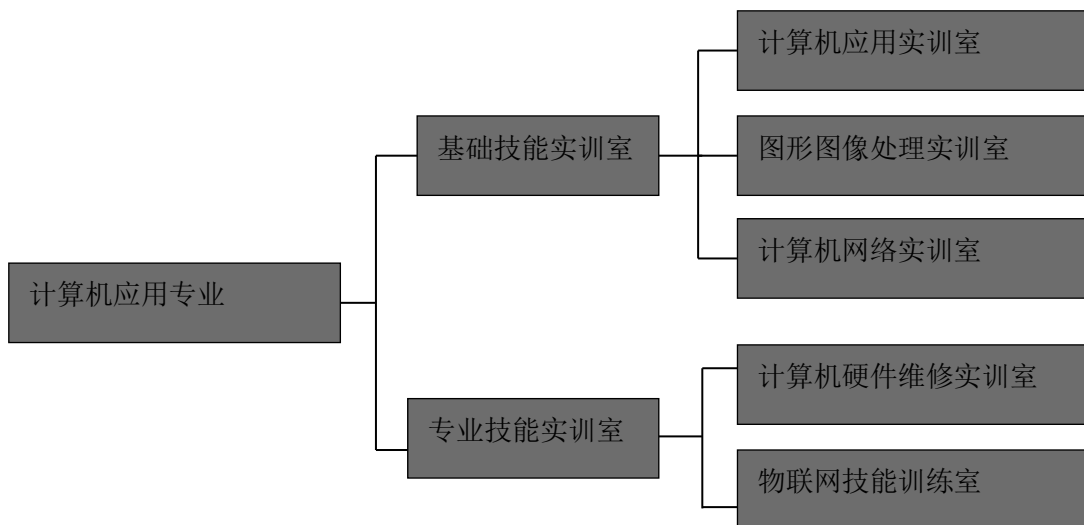 计算机应用实训室
基础技能实训室
图形图像处理实训室
计算机网络实训室
计算机应用专业
计算机硬件维修实训室
专业技能实训室
物联网技能训练室